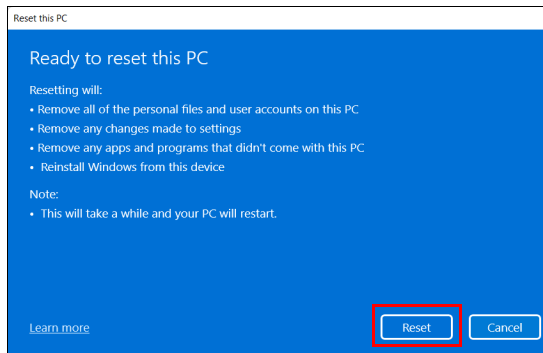 Reset this PC
Ready to reset this PC
Resetting will:
• Remove all of the personal files and user accounts on this PC
• Remove any changes made to settings
• Remove any apps and programs that didn't come with this PC
• Reinstall Windows from this device
Note:
• This will take a while and your PC will restart.
Learn more
Reset
Cancel